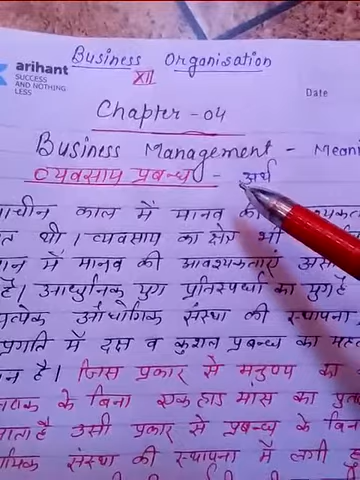 Business Organisation
arihant
SUCCESS
AND NOTHING
LESS
XII
Date
Chapter - 04
Business Management - Meani
व्यवसाय प्रबन्ध - अर्थ
काल में मानव की
थी। व्यवसाय का क्षेत्र भी
में मानव की आवश्यकताएँ
है। आधुनिक युग प्रतिस्पर्धा का युग है
औद्योगिक संस्था की स्थापना
प्रगति में दक्ष व कुशल प्रबन्ध का
है। जिस प्रकार से मनुष्य का
के बिना एक हाड़ मांस का
है उसी प्रकार से प्रबन्ध के बिन
संस्था की स्थापना में लगी